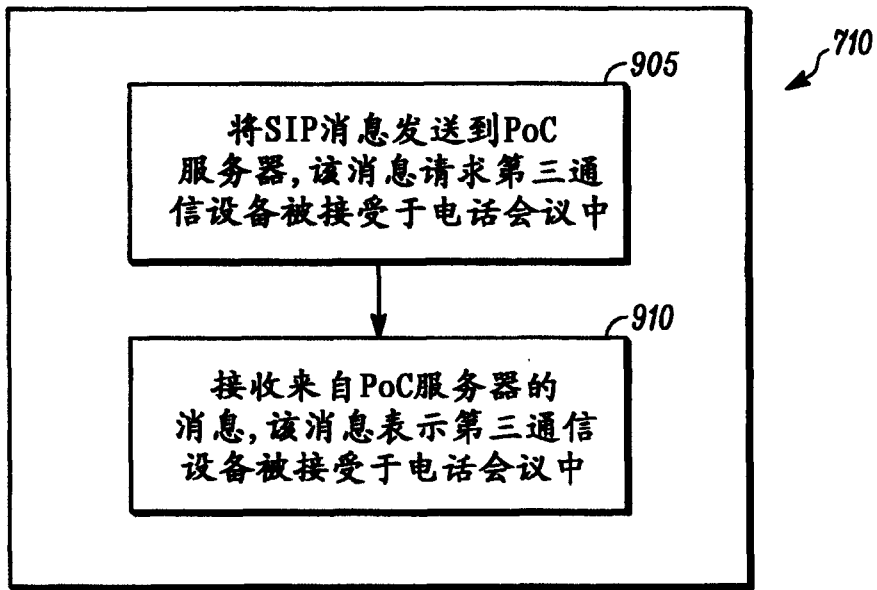 710
905
将SIP消息发送到PoC
服务器,该消息请求第三通
信设备被接受于电话会议中
910
接收来自PoC服务器的
消息,该消息表示第三通信
设备被接受于电话会议中